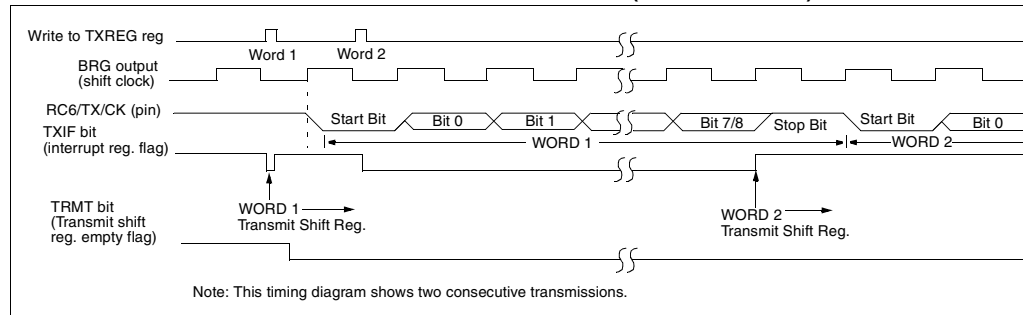 Write to TXREG reg
Word 1
Word 2
BRG output
(shift clock)
RC6/TX/CK (pin)
Start Bit
Bit 0
Bit 1
Bit 7/8
Stop Bit
Start Bit
Bit 0
TXIF bit
(interrupt reg. flag)
WORD 1
WORD 2
TRMT bit
(Transmit shift
reg. empty flag)
WORD 1
Transmit Shift Reg.
WORD 2
Transmit Shift Reg.
Note: This timing diagram shows two consecutive transmissions.